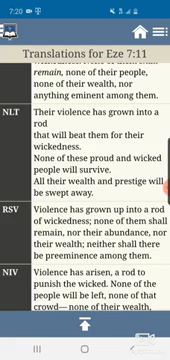 7:20
Translations for Eze 7:11
remain, none of their people,
none of their wealth, nor
anything eminent among them.
NLT
Their violence has grown into a
rod
that will beat them for their
wickedness.
None of these proud and wicked
people will survive.
All their wealth and prestige will
be swept away.
RSV
Violence has grown up into a rod
of wickedness; none of them shall
remain, nor their abundance, nor
their wealth; neither shall there
be preeminence among them.
NIV
Violence has arisen, a rod to
punish the wicked. None of the
people will be left, none of that
crowd— none of their wealth,